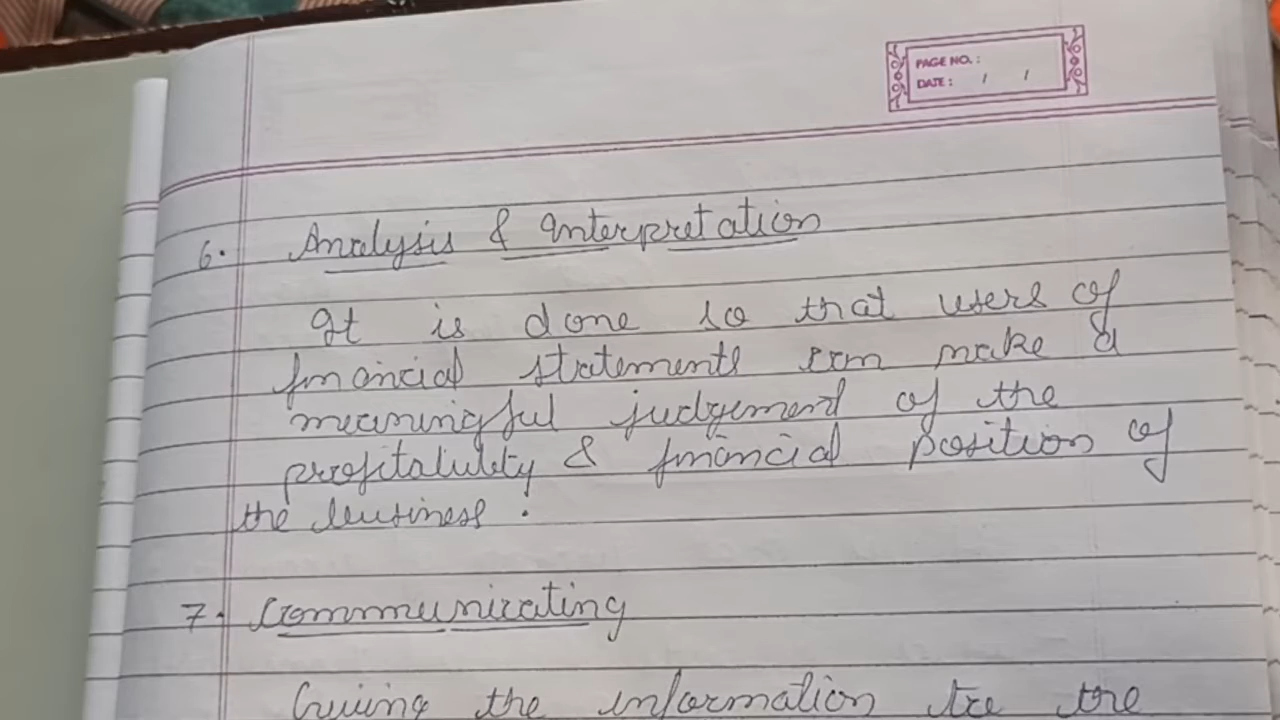 PAGE NO. :
DATE : / /
6. Analysis & Interpretation
It is done so that users of
financial statements can make a
meaningful judgement of the
profitability & financial position of
the business.
7. Communicating
Giving the information to the